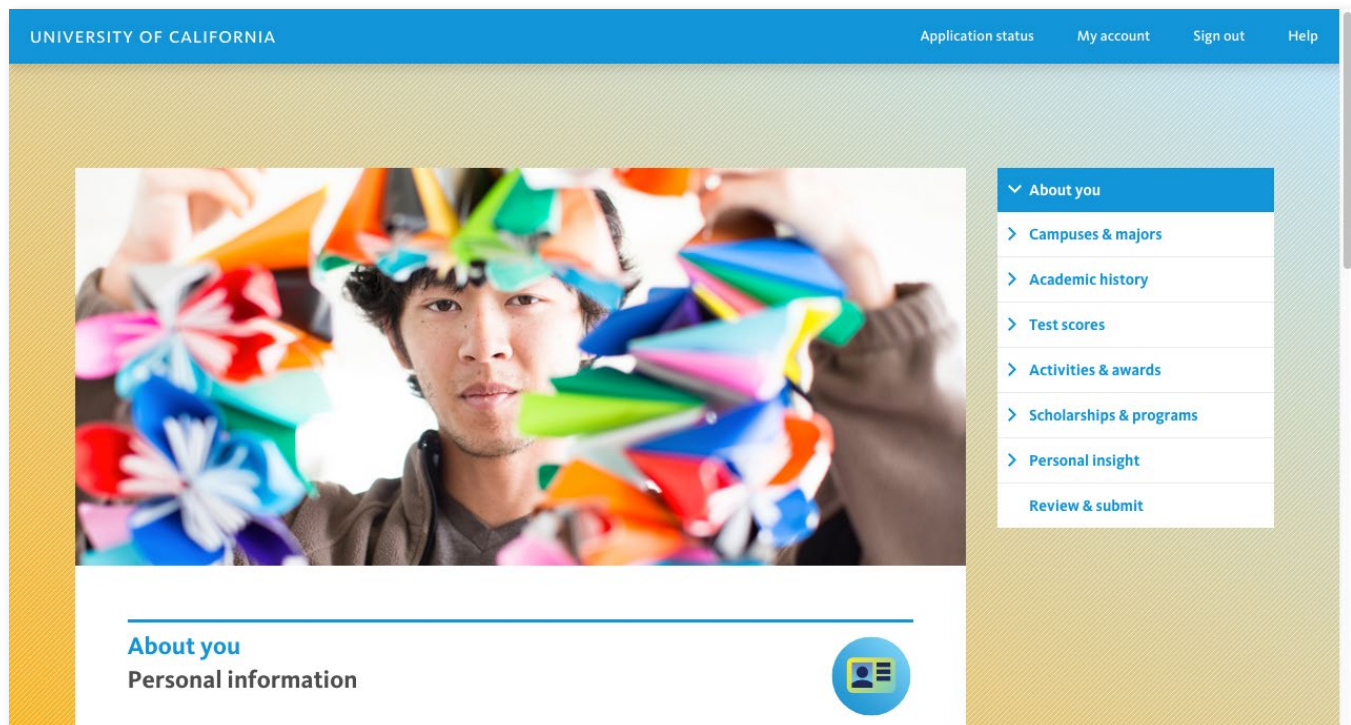 UNIVERSITY OF CALIFORNIA
Application status My account Sign out Help
About you
Campuses & majors
Academic history
Test scores
Activities & awards
Scholarships & programs
Personal insight
Review & submit
About you
Personal information